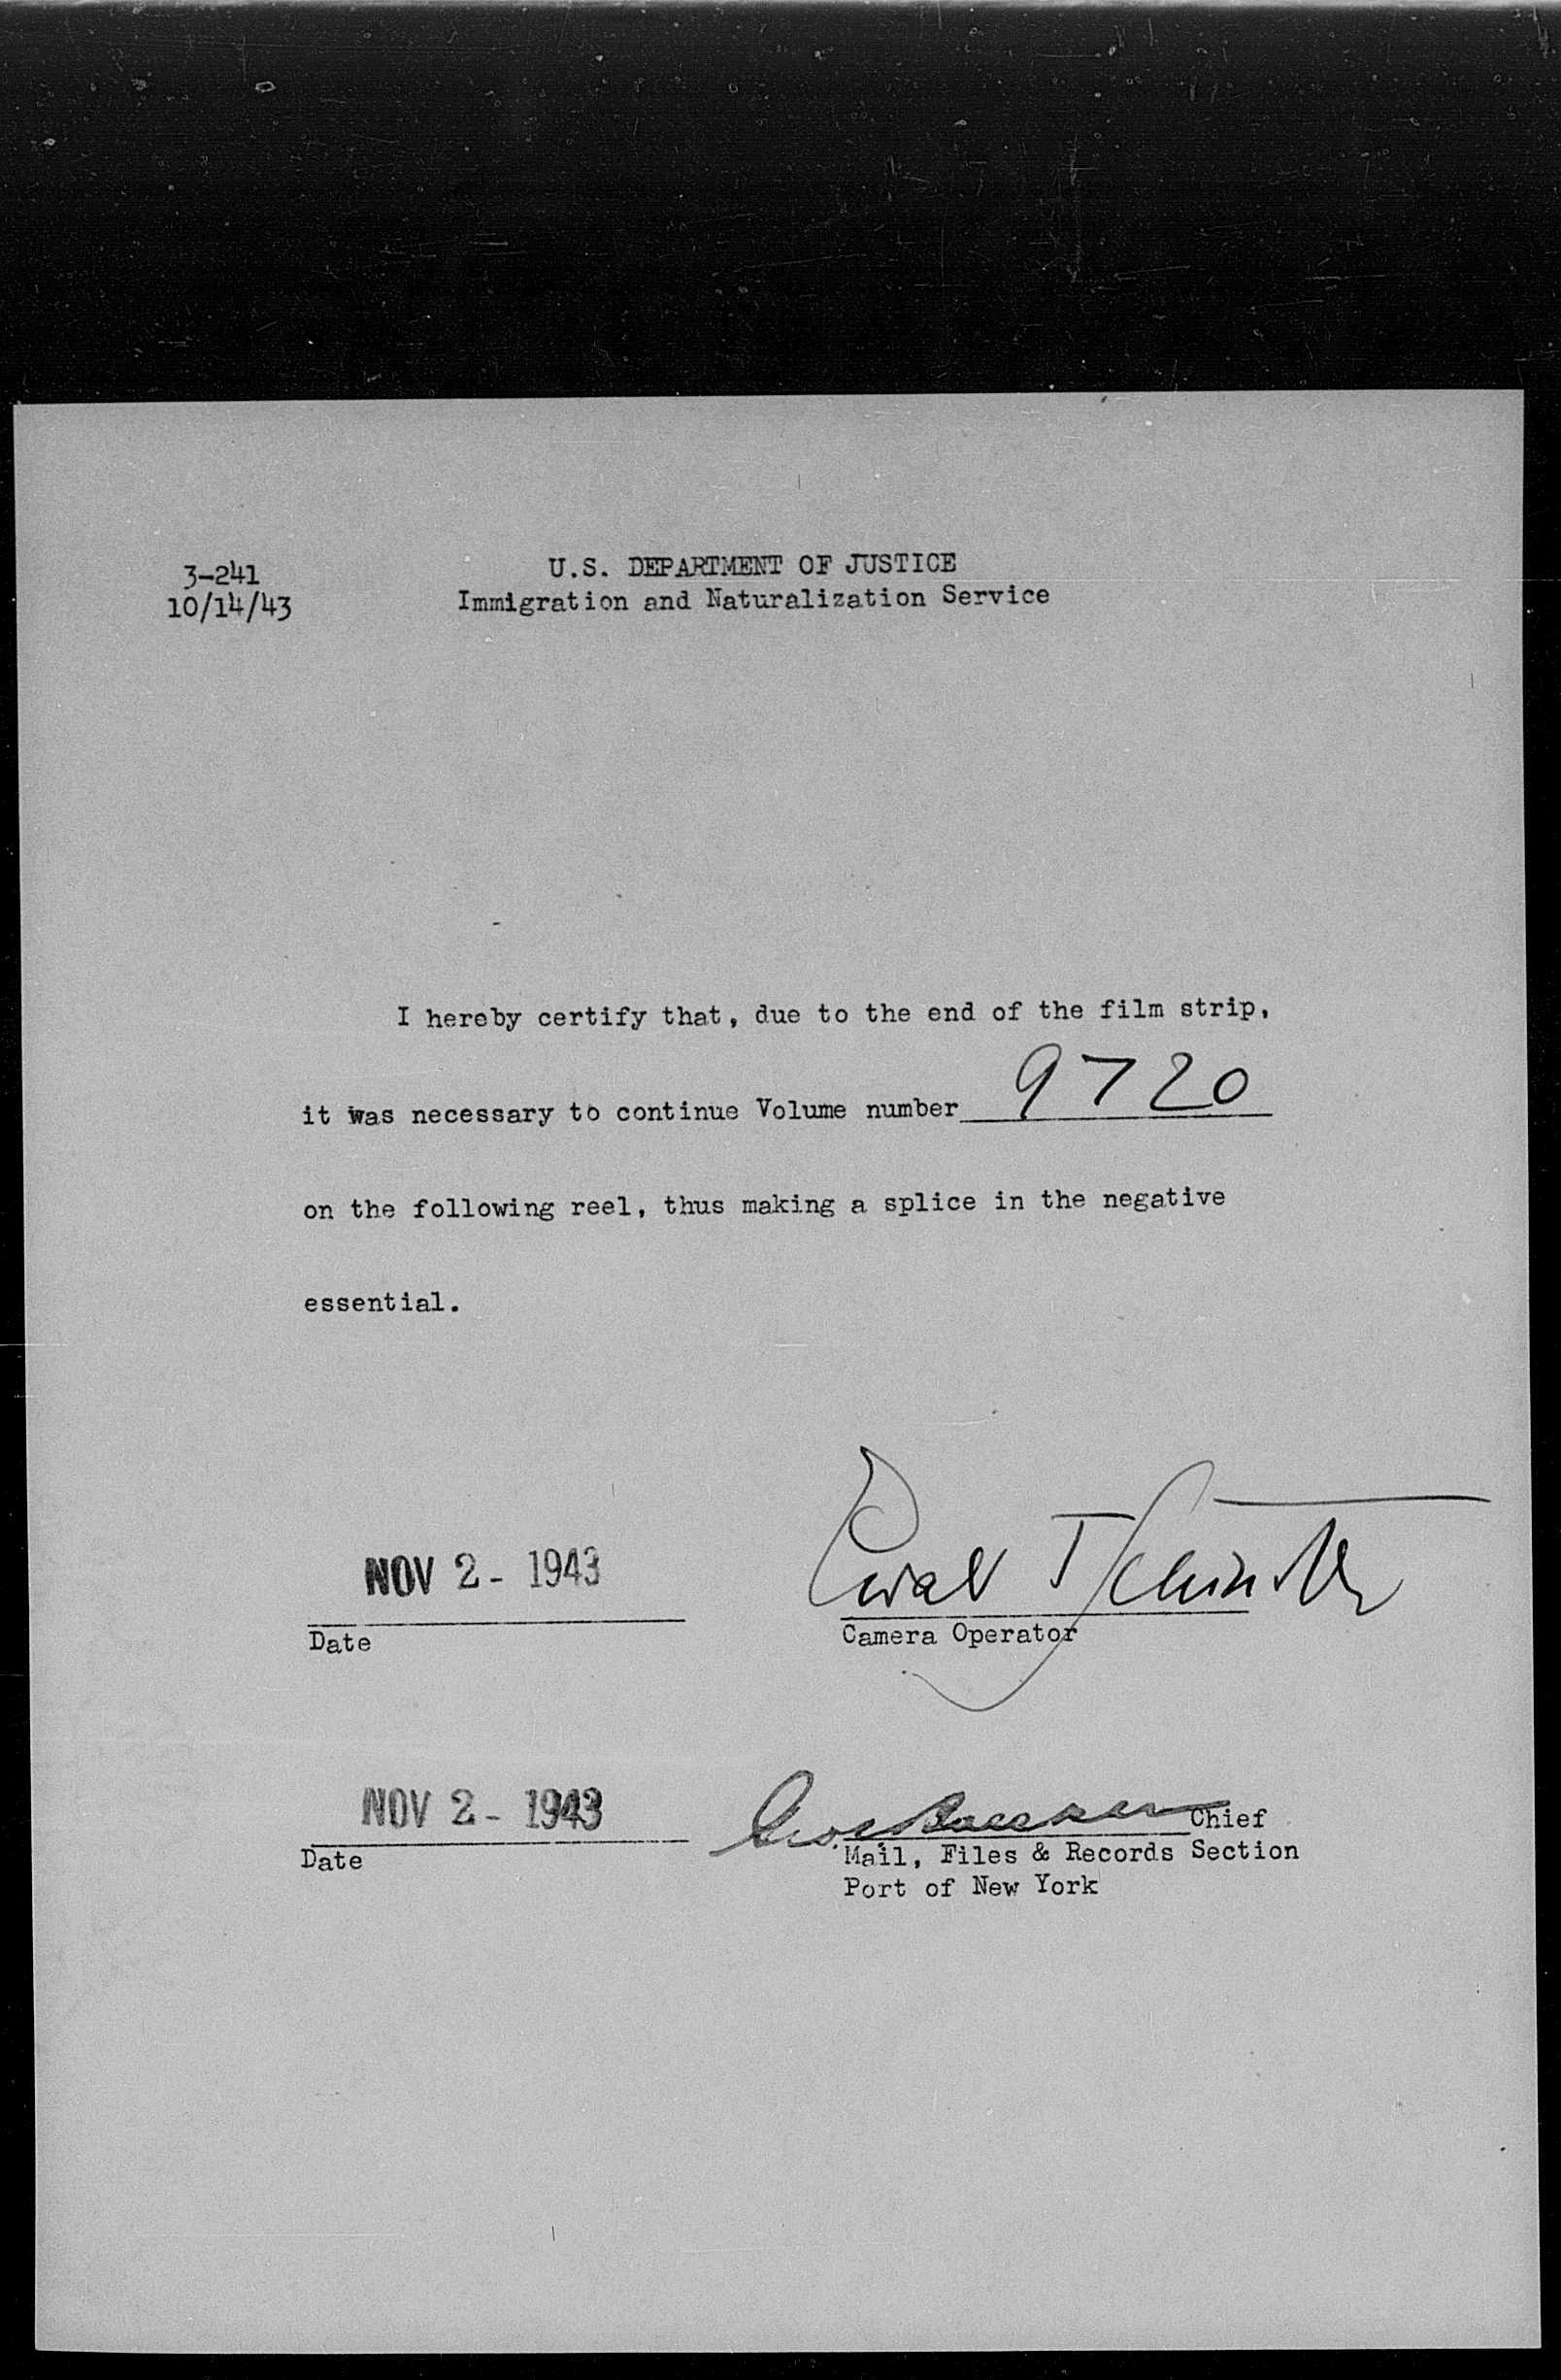 3-241
10/14/43
U.S. DEPARTMENT OF JUSTICE
Immigration and Naturalization Service
I hereby certify that, due to the end of the film strip,
it was necessary to continue Volume number 9720
on the following reel, thus making a splice in the negative
essential.
NOV 2 - 1943
Date
Camera Operator
NOV 2 - 1943
Date
Chief
Mail, Files & Records Section
Port of New York